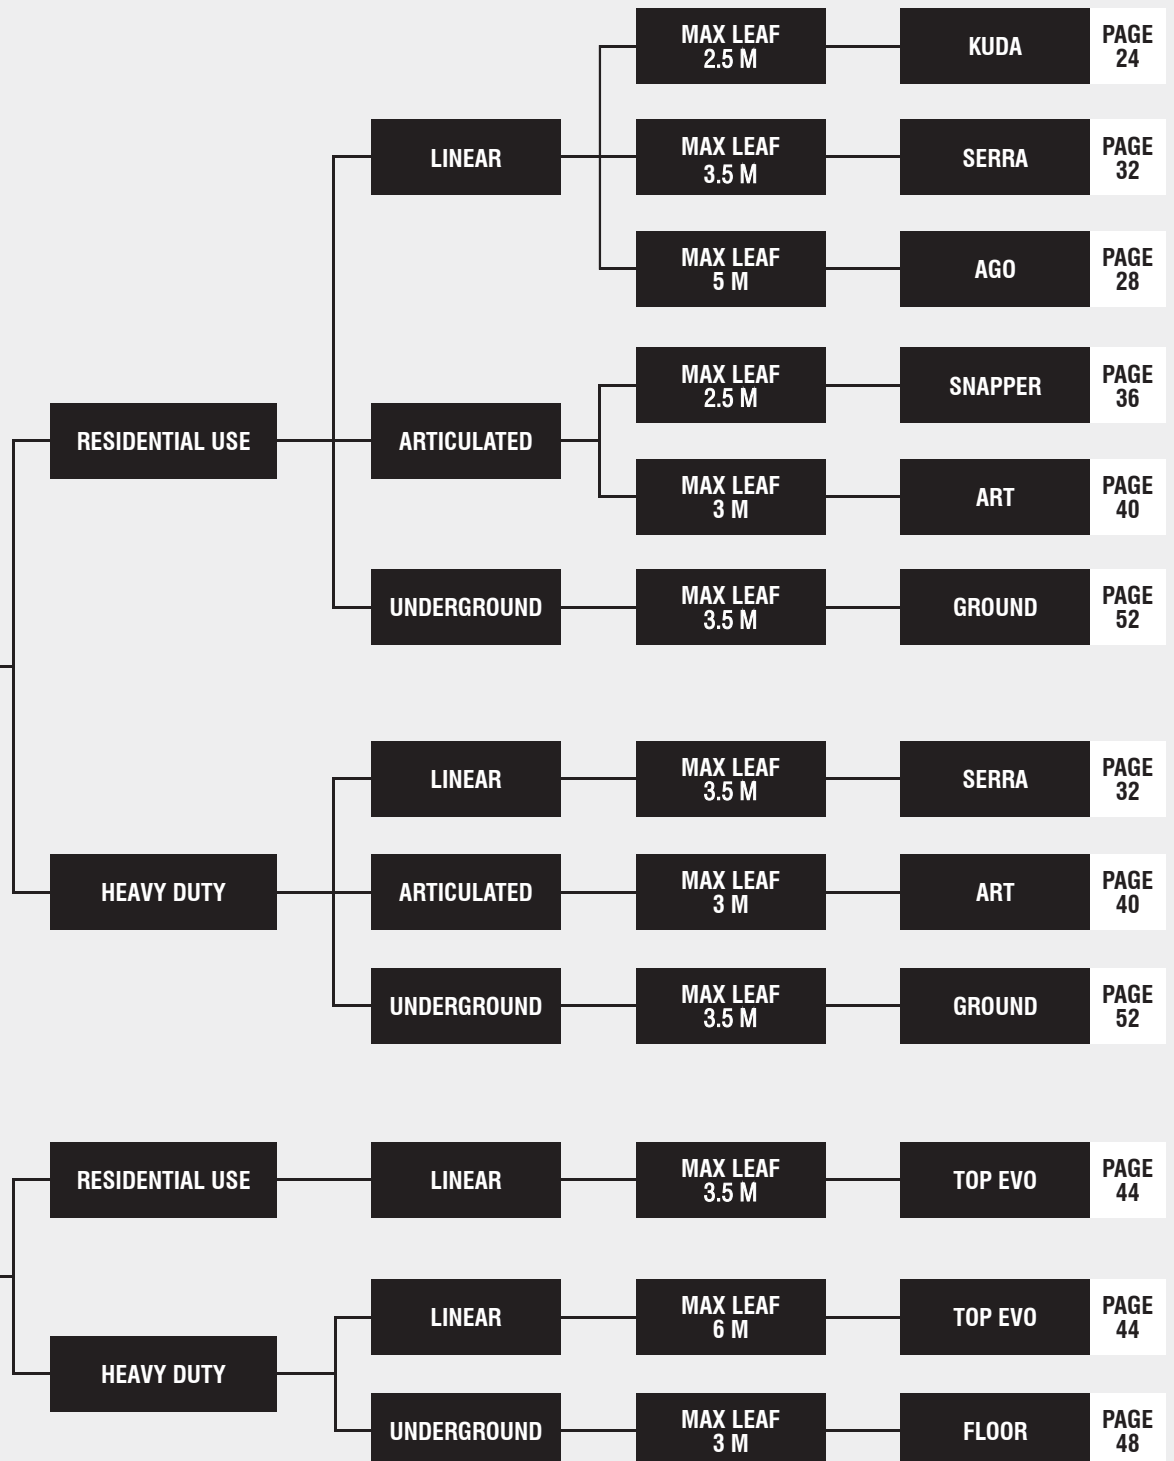 MAX LEAF
2.5 M
KUDA
PAGE
24
LINEAR
MAX LEAF
3.5 M
SERRA
PAGE
32
MAX LEAF
5 M
AGO
PAGE
28
MAX LEAF
2.5 M
SNAPPER
PAGE
36
RESIDENTIAL USE
ARTICULATED
MAX LEAF
3 M
ART
PAGE
40
UNDERGROUND
MAX LEAF
3.5 M
GROUND
PAGE
52
LINEAR
MAX LEAF
3.5 M
SERRA
PAGE
32
HEAVY DUTY
ARTICULATED
MAX LEAF
3 M
ART
PAGE
40
UNDERGROUND
MAX LEAF
3.5 M
GROUND
PAGE
52
RESIDENTIAL USE
LINEAR
MAX LEAF
3.5 M
TOP EVO
PAGE
44
LINEAR
MAX LEAF
6 M
TOP EVO
PAGE
44
HEAVY DUTY
UNDERGROUND
MAX LEAF
3 M
FLOOR
PAGE
48